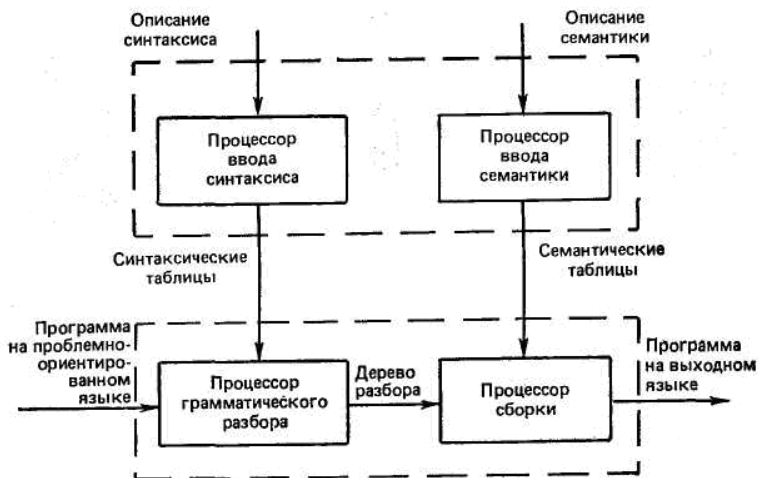 Описание
синтаксиса
Описание
семантики
Процессор
ввода
синтаксиса
Процессор
ввода
семантики
Синтаксические
таблицы
Семантические
таблицы
Программа
на проблемно-
ориентиро-
ванном
языке
Процессор
грамматического
разбора
Дерево
разбора
Процессор
сборки
Программа
на выходном
языке